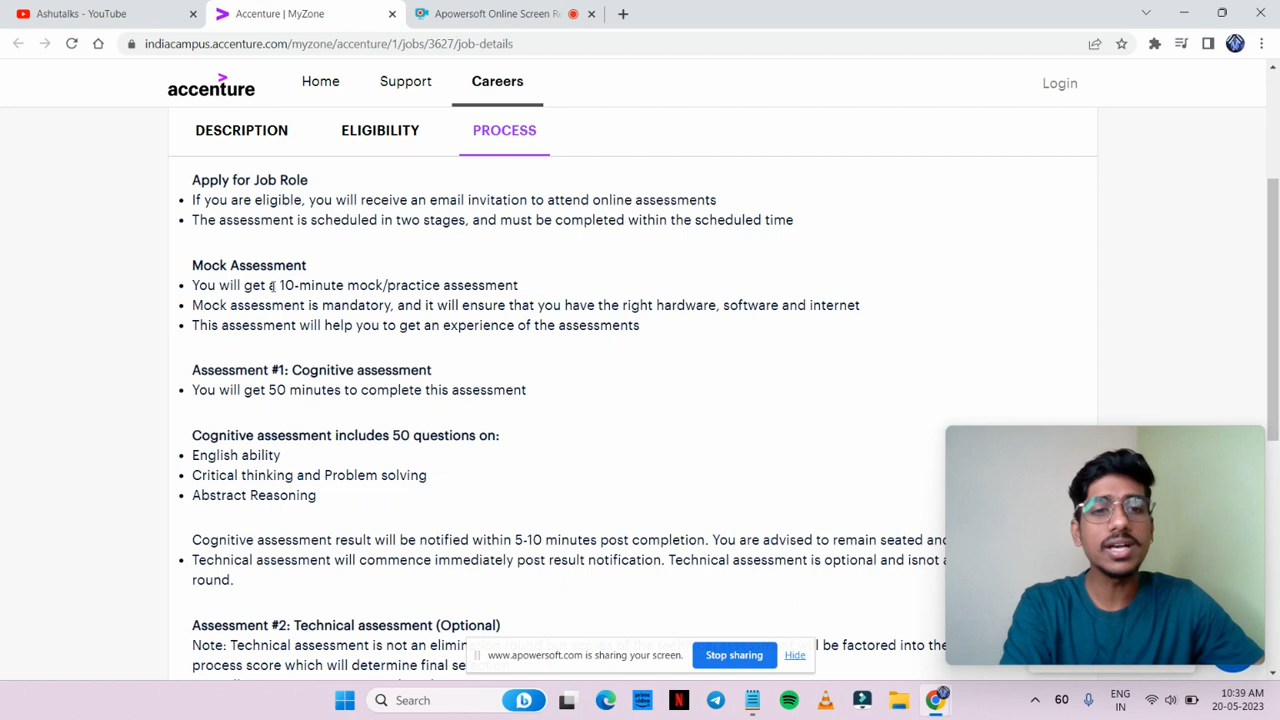 Ashutalks - YouTube
Accenture | MyZone
Apowersoft Online Screen Re
indiacampus.accenture.com/myzone/accenture/1/jobs/3627/job-details
accenture
Home
Support
Careers
Login
DESCRIPTION
ELIGIBILITY
PROCESS
Apply for Job Role
• If you are eligible, you will receive an email invitation to attend online assessments
• The assessment is scheduled in two stages, and must be completed within the scheduled time
Mock Assessment
• You will get a 10-minute mock/practice assessment
• Mock assessment is mandatory, and it will ensure that you have the right hardware, software and internet
• This assessment will help you to get an experience of the assessments
Assessment #1: Cognitive assessment
• You will get 50 minutes to complete this assessment
Cognitive assessment includes 50 questions on:
• English ability
• Critical thinking and Problem solving
• Abstract Reasoning
Cognitive assessment result will be notified within 5-10 minutes post completion. You are advised to remain seated and
• Technical assessment will commence immediately post result notification. Technical assessment is optional and isnot a
round.
Assessment #2: Technical assessment (Optional)
Note: Technical assessment is not an elimin ll be factored into the
process score which will determine final
www.apowersoft.com is sharing your screen.
Stop sharing
Hide
Search
60
ENG
IN
10:39 AM
20-05-2023